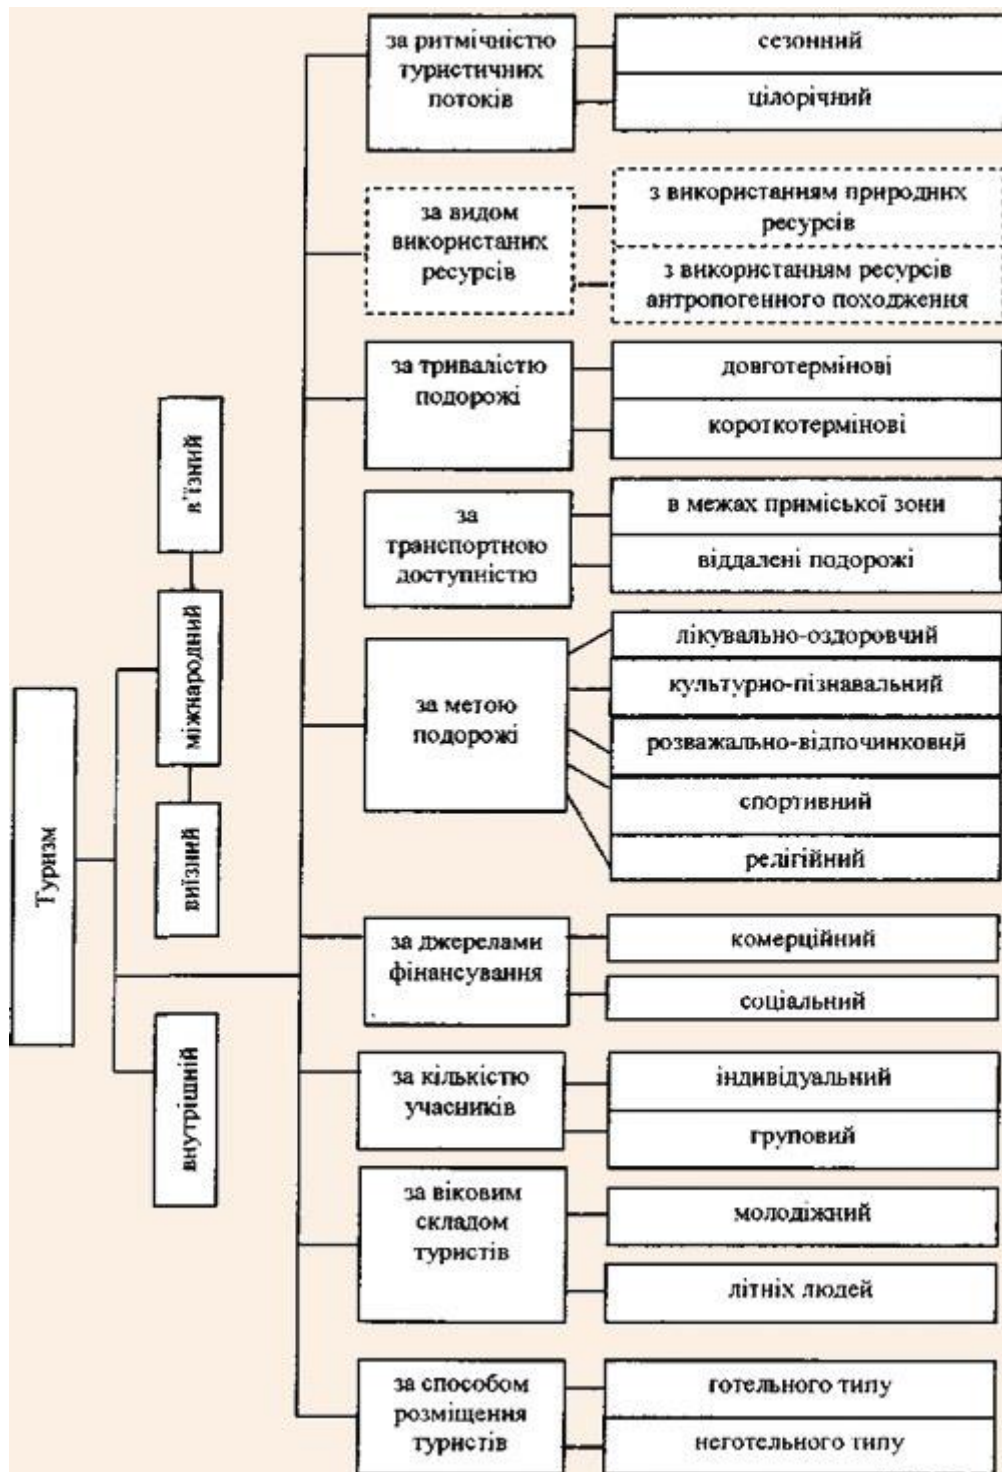 Туризм
в'їзний
міжнародний
виїзний
внутрішній
за ритмічністю
туристичних
потоків
сезонний
цілорічний
за видом
використаних
ресурсів
з використанням природних
ресурсів
з використанням ресурсів
антропогенного походження
за тривалістю
подорожі
довготермінові
короткотермінові
за
транспортною
доступністю
в межах приміської зони
віддалені подорожі
за метою
подорожі
лікувально-оздоровчий
культурно-пізнавальний
розважально-відпочинковий
спортивний
релігійний
за джерелами
фінансування
комерційний
соціальний
за кількістю
учасників
індивідуальний
груповий
за віковим
складом
туристів
молодіжний
літніх людей
за способом
розміщення
туристів
готельного типу
неготельного типу